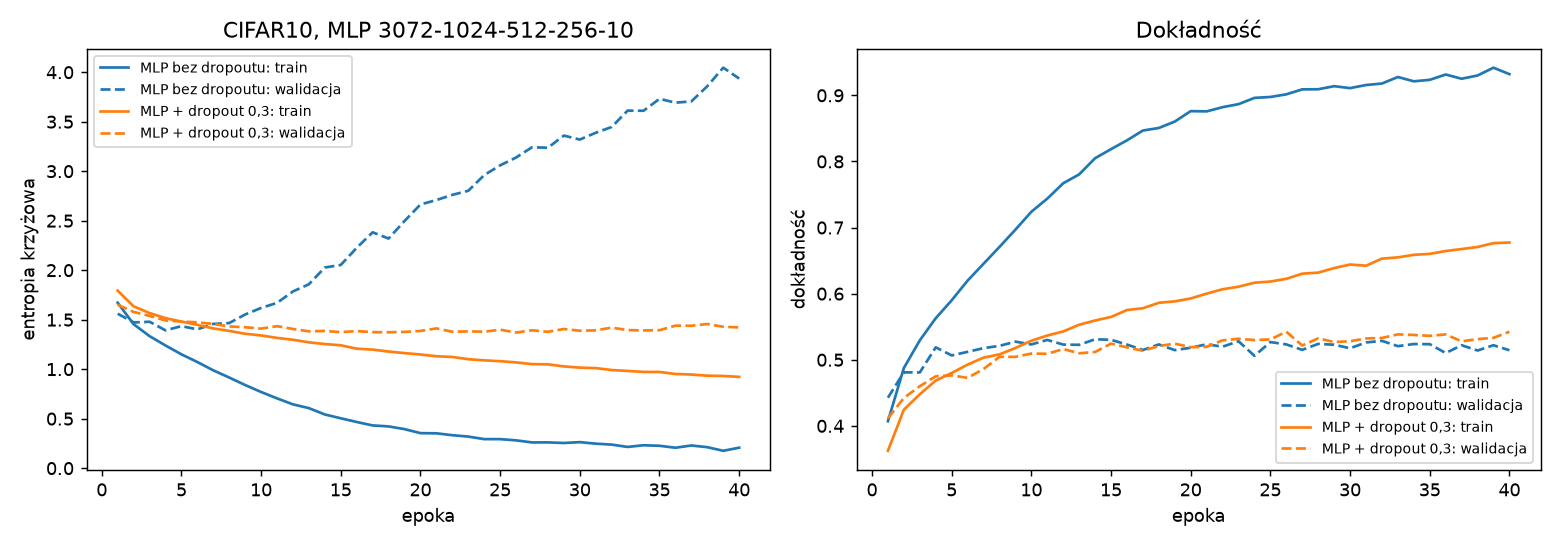 CIFAR10, MLP 3072-1024-512-256-10
MLP bez dropoutu: train
MLP bez dropoutu: walidacja
MLP + dropout 0,3: train
MLP + dropout 0,3: walidacja
entropia krzyżowa
4.0
3.5
3.0
2.5
2.0
1.5
1.0
0.5
0.0
0 5 10 15 20 25 30 35 40
epoka
Dokładność
dokładność
0.9
0.8
0.7
0.6
0.5
0.4
MLP bez dropoutu: train
MLP bez dropoutu: walidacja
MLP + dropout 0,3: train
MLP + dropout 0,3: walidacja
0 5 10 15 20 25 30 35 40
epoka